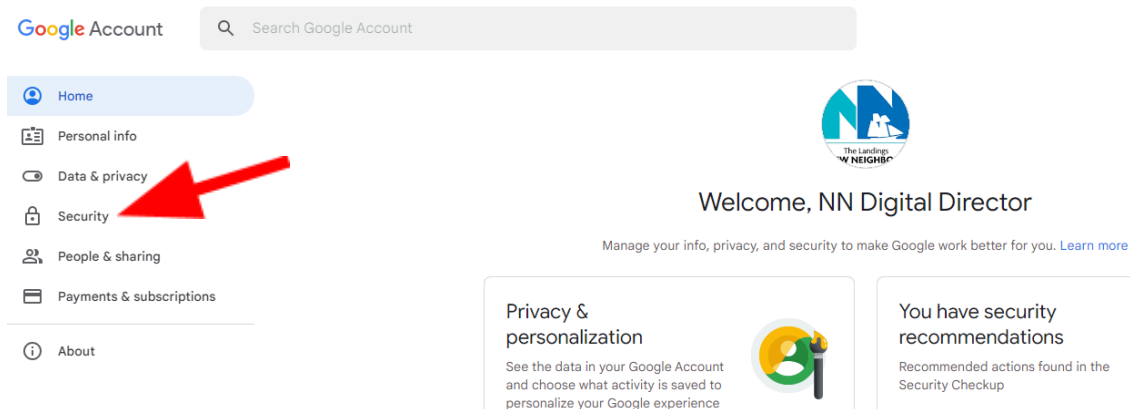 Google Account
Search Google Account
Home
Personal info
Data & privacy
Security
People & sharing
Payments & subscriptions
About
The Landings
NEIGHBO
Welcome, NN Digital Director
Manage your info, privacy, and security to make Google work better for you. Learn more
Privacy &
personalization
See the data in your Google Account
and choose what activity is saved to
personalize your Google experience
You have security
recommendations
Recommended actions found in the
Security Checkup